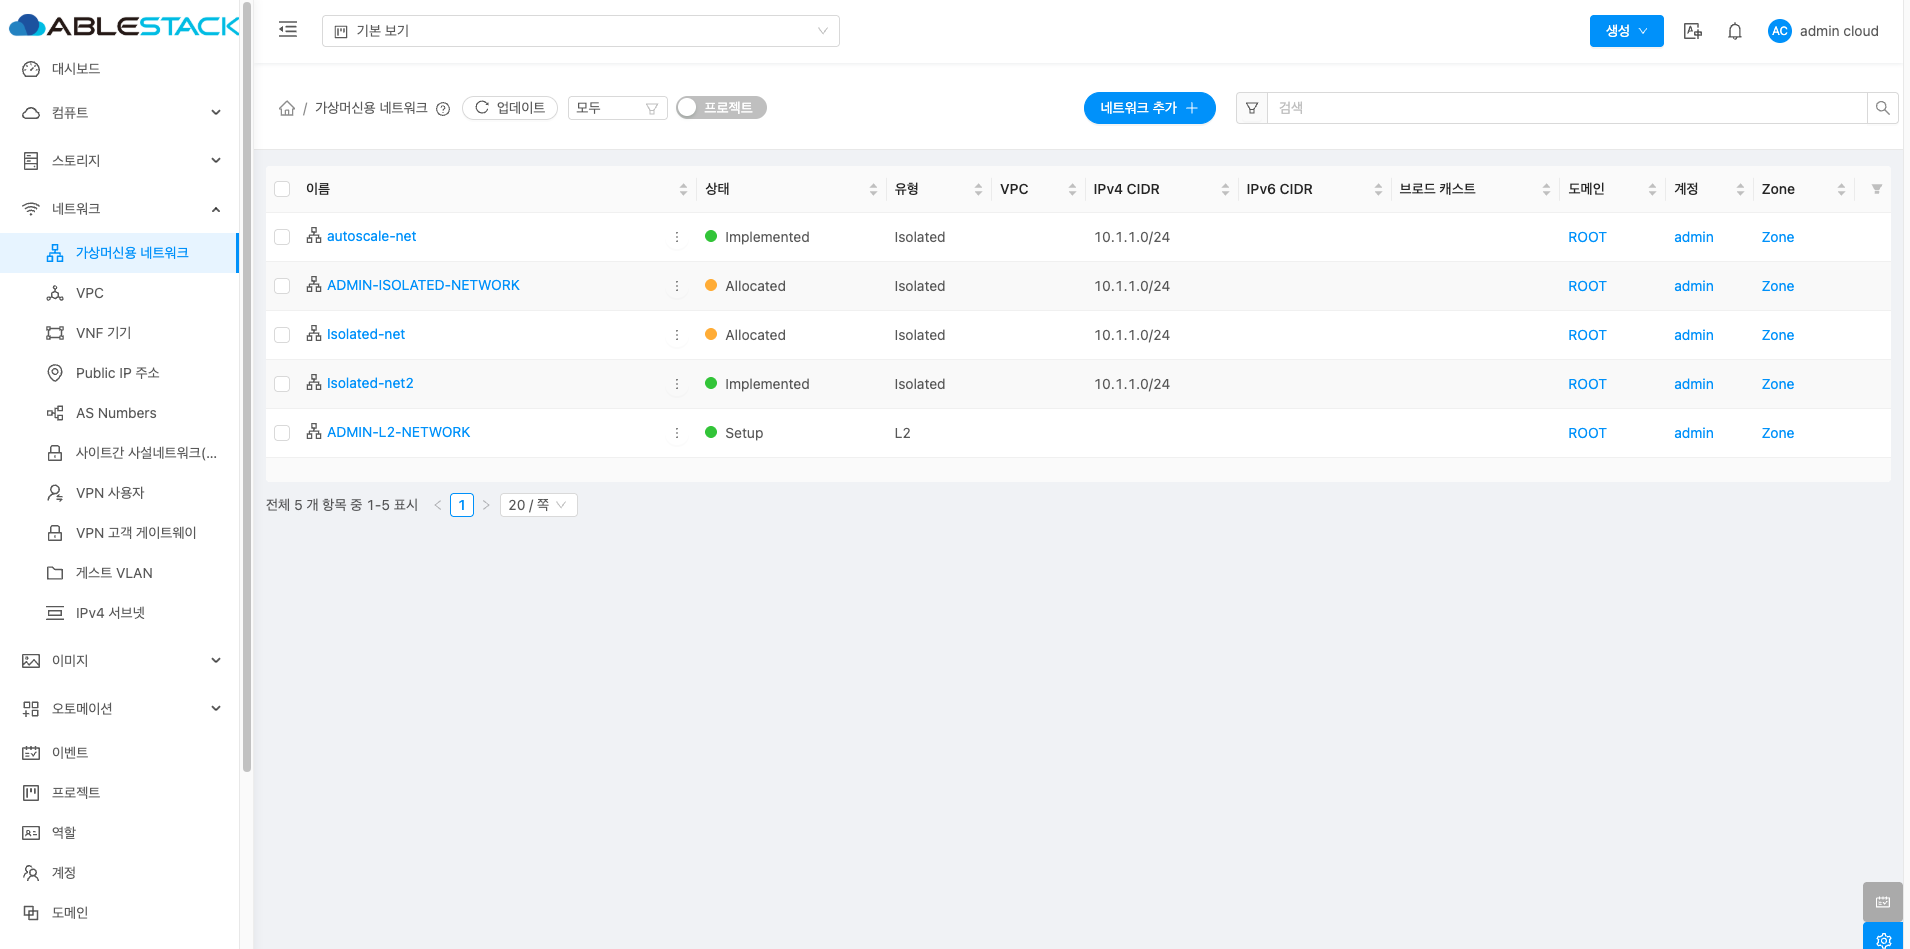 ABLESTACK
기본 보기
생성
AC
admin cloud
대시보드
컴퓨트
스토리지
네트워크
가상머신용 네트워크
VPC
VNF 기기
Public IP 주소
AS Numbers
사이트간 사설네트워크(...
VPN 사용자
VPN 고객 게이트웨이
게스트 VLAN
IPv4 서브넷
이미지
오토메이션
이벤트
프로젝트
역할
계정
도메인
/ 가상머신용 네트워크
업데이트
모두
프로젝트
네트워크 추가
검색
이름 상태 유형 VPC IPv4 CIDR IPv6 CIDR 브로드 캐스트 도메인 계정 Zone
autoscale-net Implemented Isolated 10.1.1.0/24 ROOT admin Zone
ADMIN-ISOLATED-NETWORK Allocated Isolated 10.1.1.0/24 ROOT admin Zone
Isolated-net Allocated Isolated 10.1.1.0/24 ROOT admin Zone
Isolated-net2 Implemented Isolated 10.1.1.0/24 ROOT admin Zone
ADMIN-L2-NETWORK Setup L2 ROOT admin Zone
전체 5 개 항목 중 1-5 표시 < 1 > 20 / 쪽